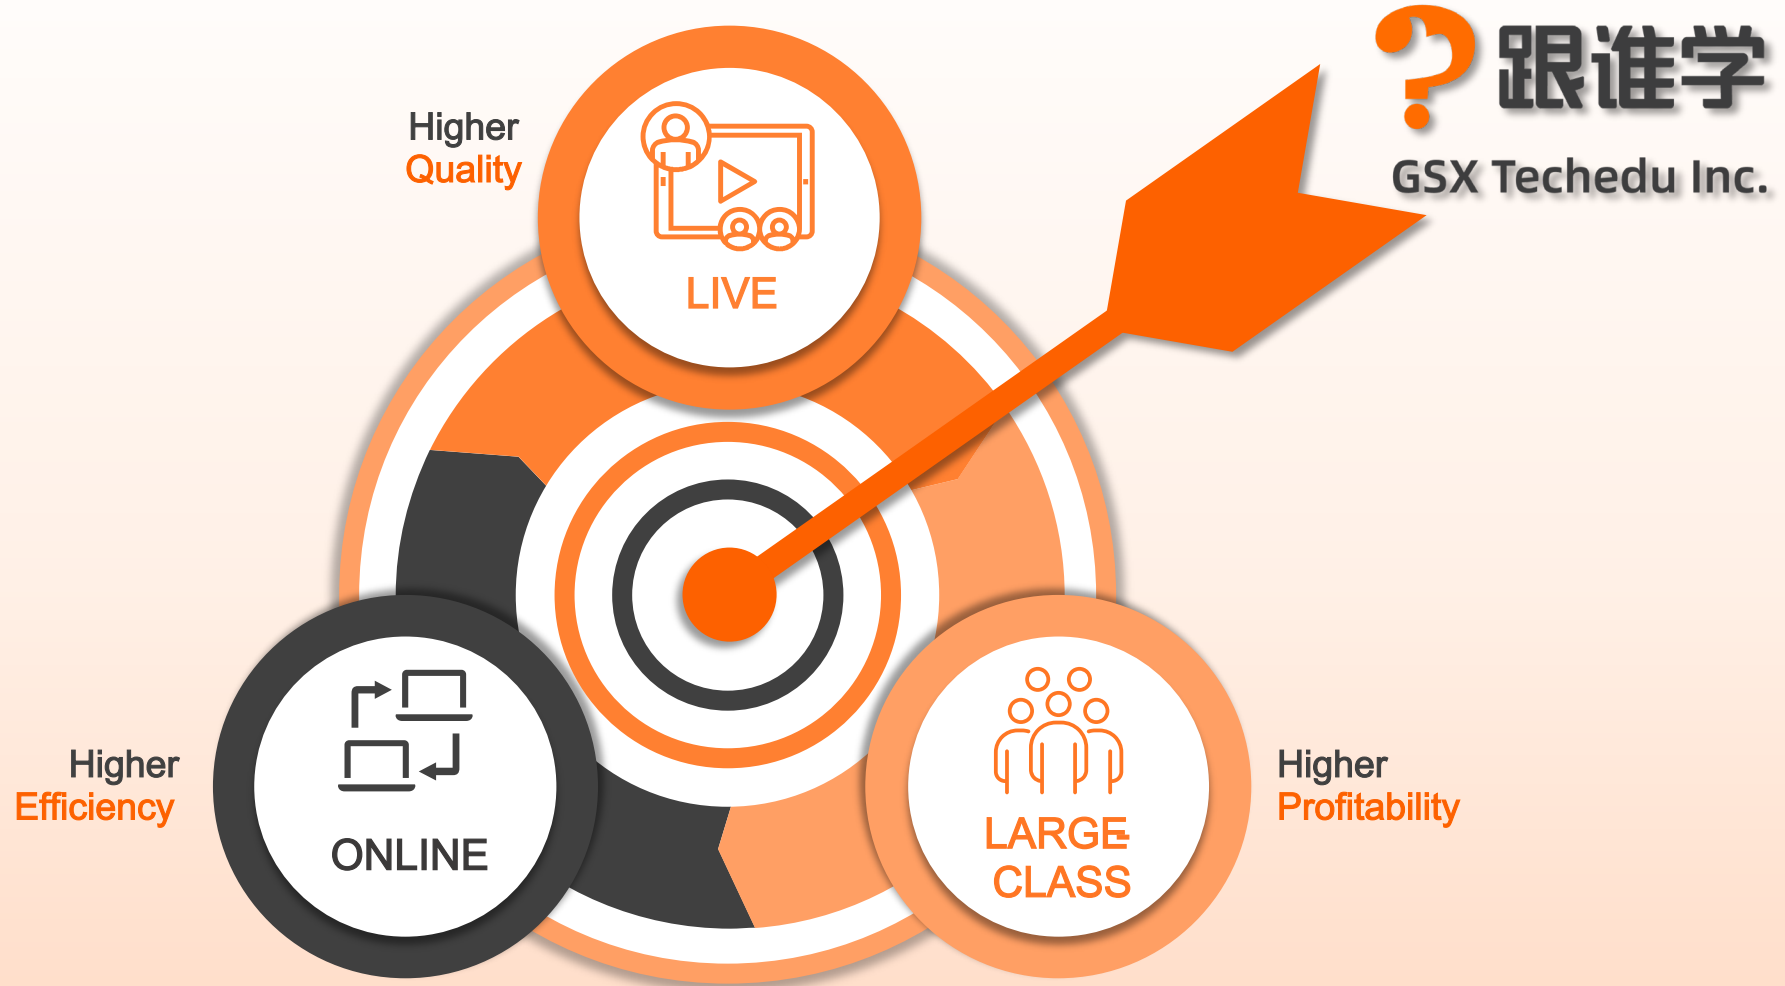 跟谁学
GSX Techedu Inc.
Higher
Quality
LIVE
Higher
Efficiency
ONLINE
LARGE-
CLASS
Higher
Profitability